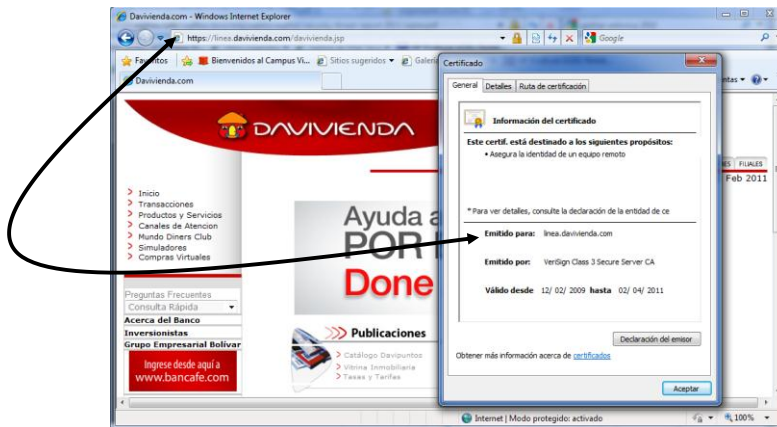 Davivienda.com - Windows Internet Explorer
https://linea.davivienda.com/davivienda.jsp
Google
Favoritos
Bienvenidos al Campus Vi...
Sitios sugeridos
Galería
Davivienda.com
DAVIVIENDA
Inicio
Transacciones
Productos y Servicios
Canales de Atencion
Mundo Diners Club
Simuladores
Compras Virtuales
Preguntas Frecuentes
Consulta Rápida
Acerca del Banco
Inversionistas
Grupo Empresarial Bolívar
Ingrese desde aquí a
www.bancafe.com
Ayuda a
POR
Done
Publicaciones
Catálogo Davipuntos
Vitrina Inmobiliaria
Tasas y Tarifas
FILIALES
Feb 2011
Certificado
General
Detalles
Ruta de certificación
Información del certificado
Este certif. está destinado a los siguientes propósitos:
• Asegura la identidad de un equipo remoto
* Para ver detalles, consulte la declaración de la entidad de ce
Emitido para: linea.davivienda.com
Emitido por: VeriSign Class 3 Secure Server CA
Válido desde 12/ 02/ 2009 hasta 02/ 04/ 2011
Declaración del emisor
Obtener más información acerca de certificados
Aceptar
Internet | Modo protegido: activado
100%